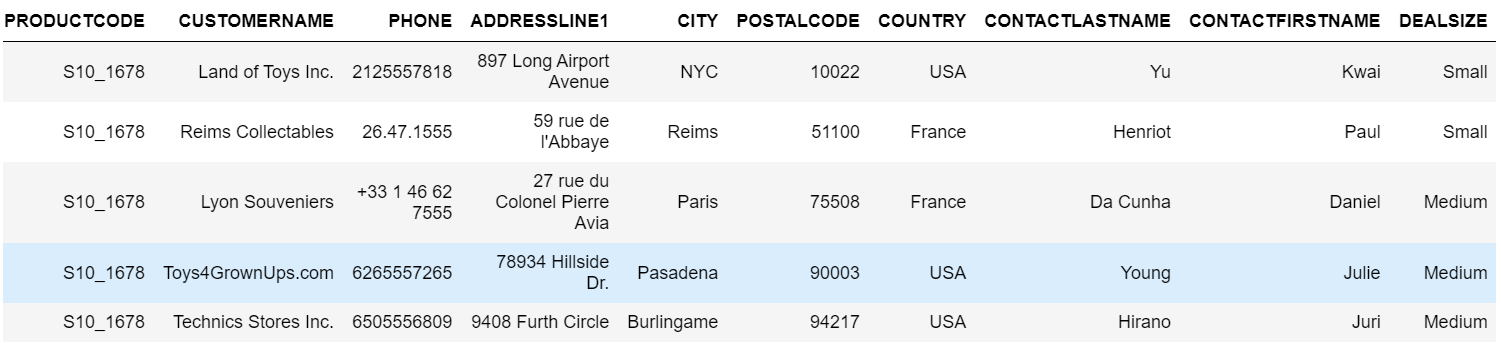 PRODUCTCODE CUSTOMERNAME PHONE ADDRESSLINE1 CITY POSTALCODE COUNTRY CONTACTLASTNAME CONTACTFIRSTNAME DEALSIZE
S10_1678 Land of Toys Inc. 2125557818 897 Long Airport Avenue NYC 10022 USA Yu Kwai Small
S10_1678 Reims Collectables 26.47.1555 59 rue de l'Abbaye Reims 51100 France Henriot Paul Small
S10_1678 Lyon Souveniers +33 1 46 62 7555 27 rue du Colonel Pierre Avia Paris 75508 France Da Cunha Daniel Medium
S10_1678 Toys4GrownUps.com 6265557265 78934 Hillside Dr. Pasadena 90003 USA Young Julie Medium
S10_1678 Technics Stores Inc. 6505556809 9408 Furth Circle Burlingame 94217 USA Hirano Juri Medium